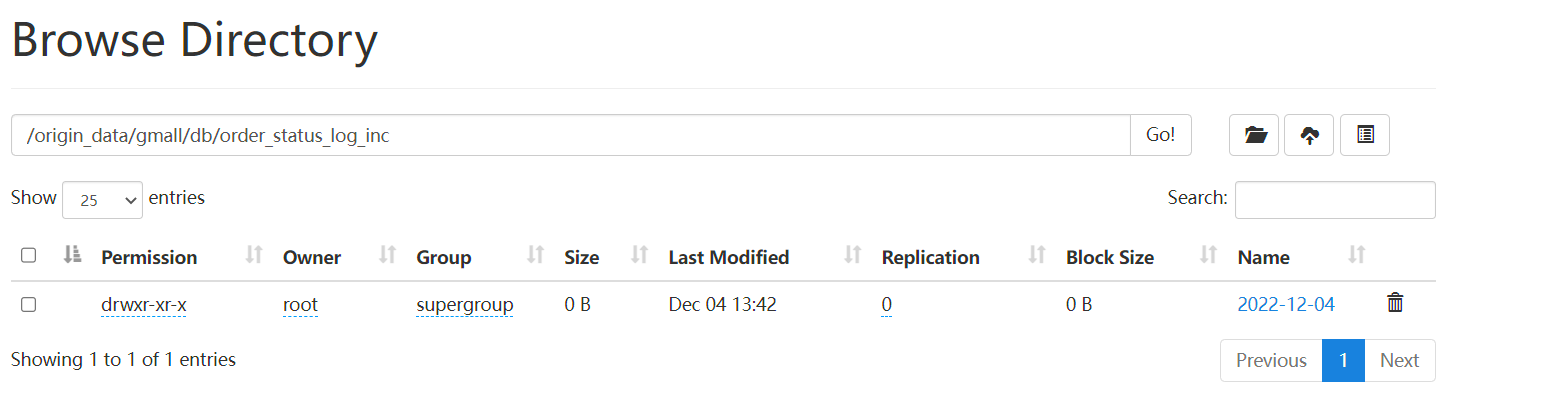 Browse Directory
/origin_data/gmall/db/order_status_log_inc Go!
Show 25 entries Search:
Permission Owner Group Size Last Modified Replication Block Size Name
drwxr-xr-x root supergroup 0 B Dec 04 13:42 0 0 B 2022-12-04
Showing 1 to 1 of 1 entries Previous 1 Next